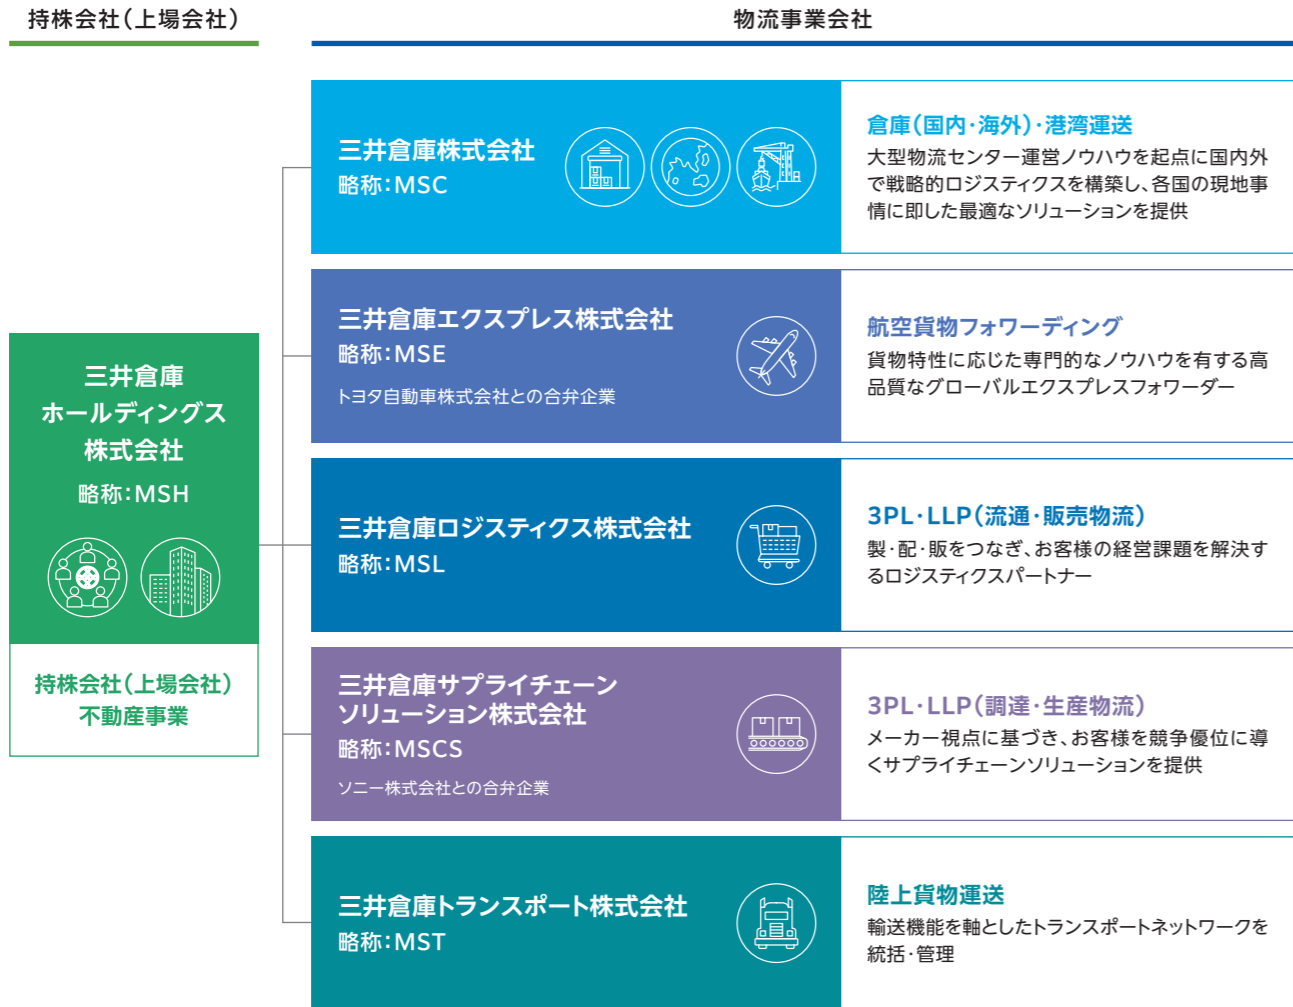 持株会社(上場会社)
物流事業会社
三井倉庫
ホールディングス
株式会社
略称:MSH
持株会社(上場会社)
不動産事業
三井倉庫株式会社
略称:MSC
倉庫(国内・海外)・港湾運送
大型物流センター運営ノウハウを起点に国内外
で戦略的ロジスティクスを構築し、各国の現地事
情に即した最適なソリューションを提供
三井倉庫エクスプレス株式会社
略称:MSE
トヨタ自動車株式会社との合弁企業
航空貨物フォワーディング
貨物特性に応じた専門的なノウハウを有する高
品質なグローバルエクスプレスフォワーダー
三井倉庫ロジスティクス株式会社
略称:MSL
3PL・LLP(流通・販売物流)
製・配・販をつなぎ、お客様の経営課題を解決す
るロジスティクスパートナー
三井倉庫サプライチェーン
ソリューション株式会社
略称:MSCS
ソニー株式会社との合弁企業
3PL・LLP(調達・生産物流)
メーカー視点に基づき、お客様を競争優位に導
くサプライチェーンソリューションを提供
三井倉庫トランスポート株式会社
略称:MST
陸上貨物運送
輸送機能を軸としたトランスポートネットワークを
統括・管理